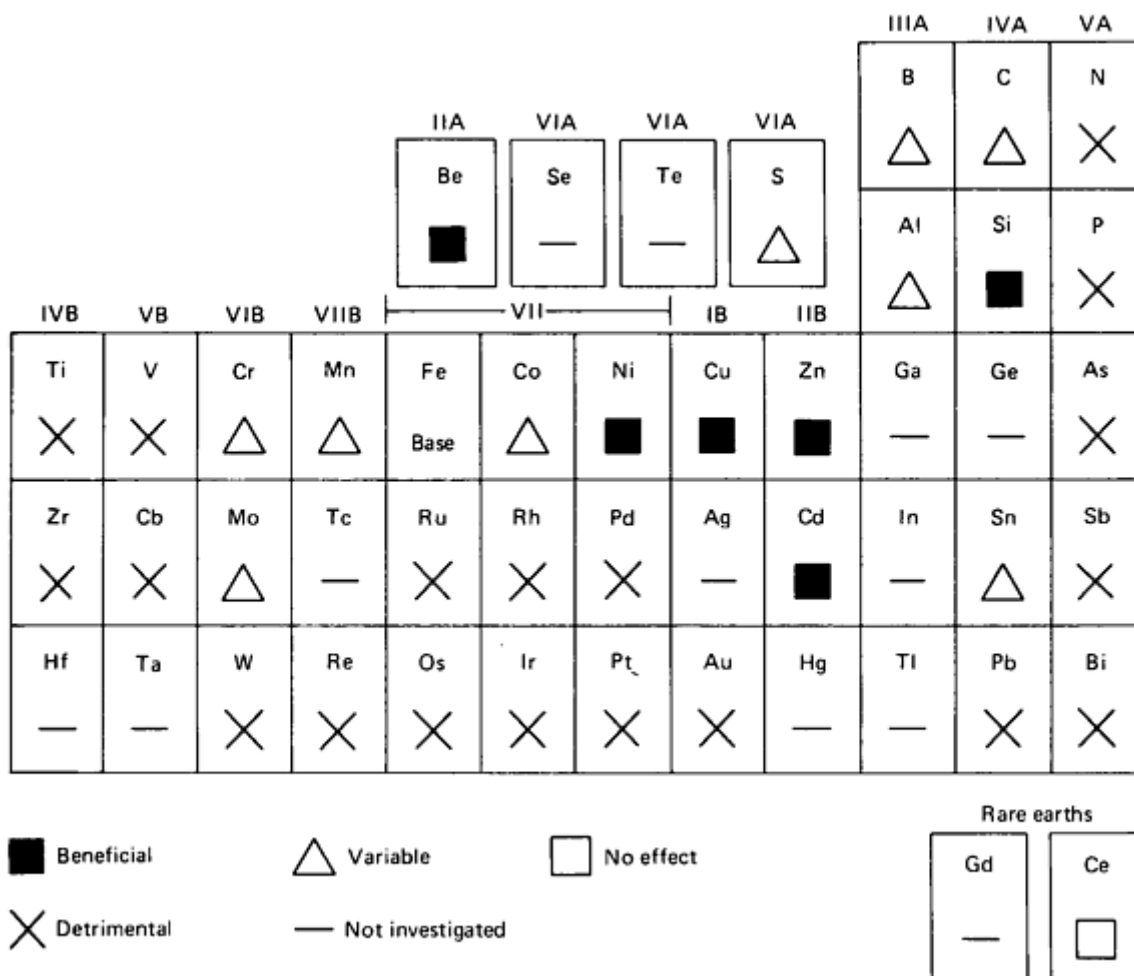 IIIA IVA VA
B C N
IIA VIA VIA VIA
Be Se Te S
Al Si P
IVB VB VIB VIIB VII IB IIB
Ti V Cr Mn Fe Co Ni Cu Zn Ga Ge As
Base
Zr Cb Mo Tc Ru Rh Pd Ag Cd In Sn Sb
Hf Ta W Re Os Ir Pt Au Hg Tl Pb Bi
Rare earths
Beneficial Variable No effect
Gd Ce
Detrimental Not investigated